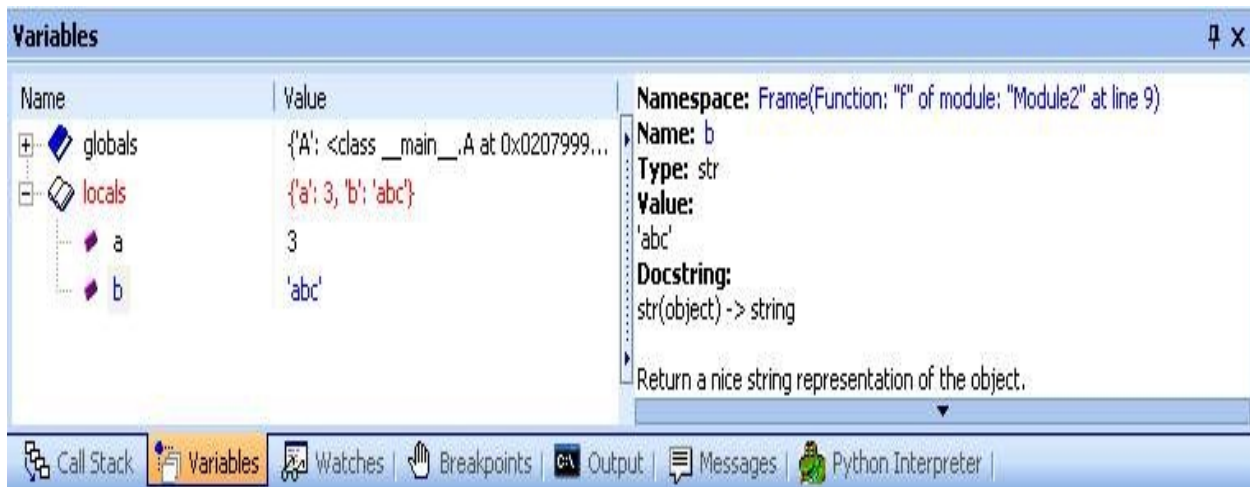 Variables
Name Value
globals {'A': <class __main__.A at 0x0207999...
locals {'a': 3, 'b': 'abc'}
a 3
b 'abc'
Namespace: Frame(Function: "f" of module: "Module2" at line 9)
Name: b
Type: str
Value:
'abc'
Docstring:
str(object) -> string
Return a nice string representation of the object.
Call Stack Variables Watches Breakpoints Output Messages Python Interpreter